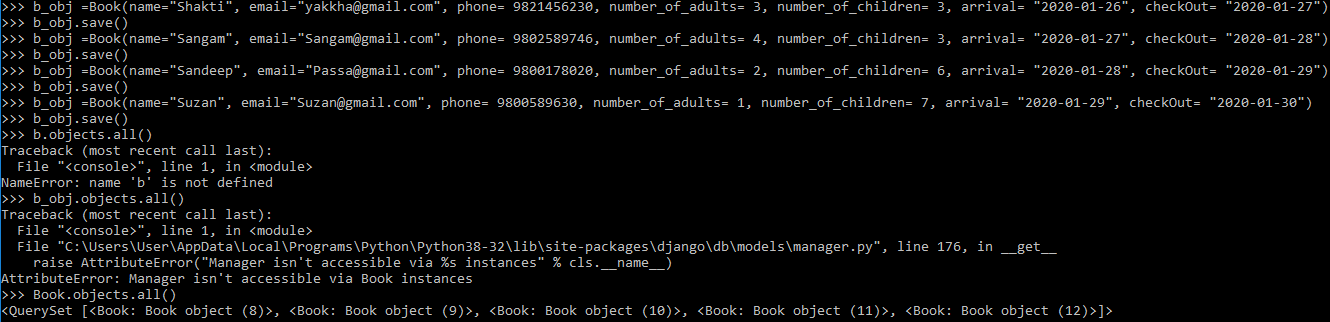 >>> b_obj =Book(name="Shakti", email="yakkha@gmail.com", phone= 9821456230, number_of_adults= 3, number_of_children= 3, arrival= "2020-01-26", checkOut= "2020-01-27")
>>> b_obj.save()
>>> b_obj =Book(name="Sangam", email="Sangam@gmail.com", phone= 9802589746, number_of_adults= 4, number_of_children= 3, arrival= "2020-01-27", checkOut= "2020-01-28")
>>> b_obj.save()
>>> b_obj =Book(name="Sandeep", email="Passa@gmail.com", phone= 9800178020, number_of_adults= 2, number_of_children= 6, arrival= "2020-01-28", checkOut= "2020-01-29")
>>> b_obj.save()
>>> b_obj =Book(name="Suzan", email="Suzan@gmail.com", phone= 9800589630, number_of_adults= 1, number_of_children= 7, arrival= "2020-01-29", checkOut= "2020-01-30")
>>> b_obj.save()
>>> b.objects.all()
Traceback (most recent call last):
  File "<console>", line 1, in <module>
NameError: name 'b' is not defined
>>> b_obj.objects.all()
Traceback (most recent call last):
  File "<console>", line 1, in <module>
  File "C:\Users\User\AppData\Local\Programs\Python\Python38-32\lib\site-packages\django\db\models\manager.py", line 176, in __get__
    raise AttributeError("Manager isn't accessible via %s instances" % cls.__name__)
AttributeError: Manager isn't accessible via Book instances
>>> Book.objects.all()
<QuerySet [<Book: Book object (8)>, <Book: Book object (9)>, <Book: Book object (10)>, <Book: Book object (11)>, <Book: Book object (12)>]>